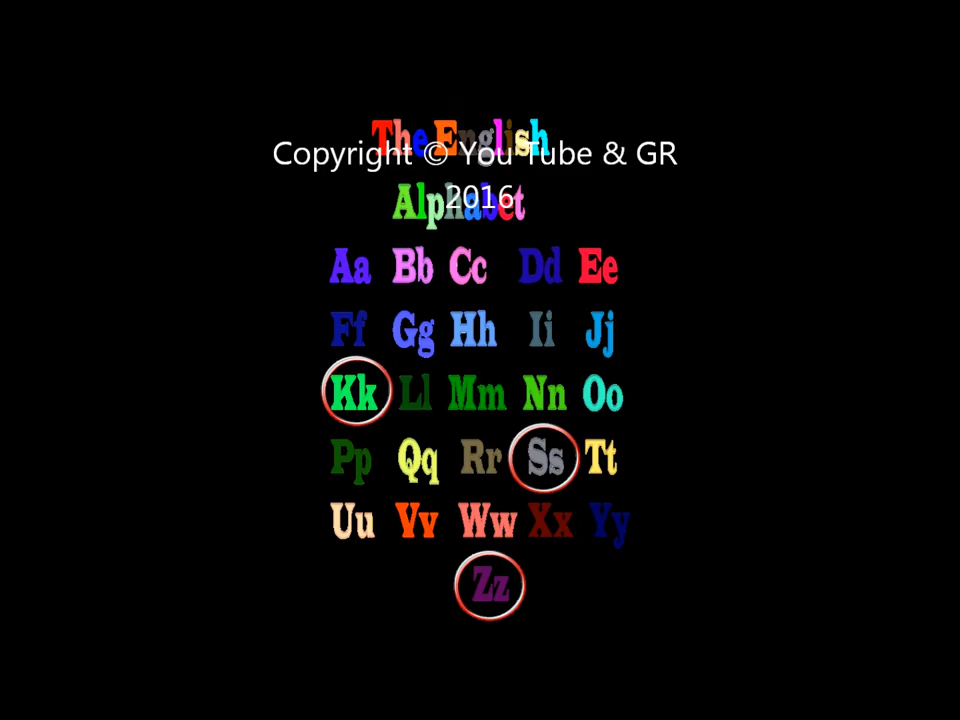 The English
Copyright © You Tube & GR
2016
Alphabet
Aa Bb Cc Dd Ee
Ff Gg Hh Ii Jj
Kk Ll Mm Nn Oo
Pp Qq Rr Ss Tt
Uu Vv Ww Xx Yy
Zz